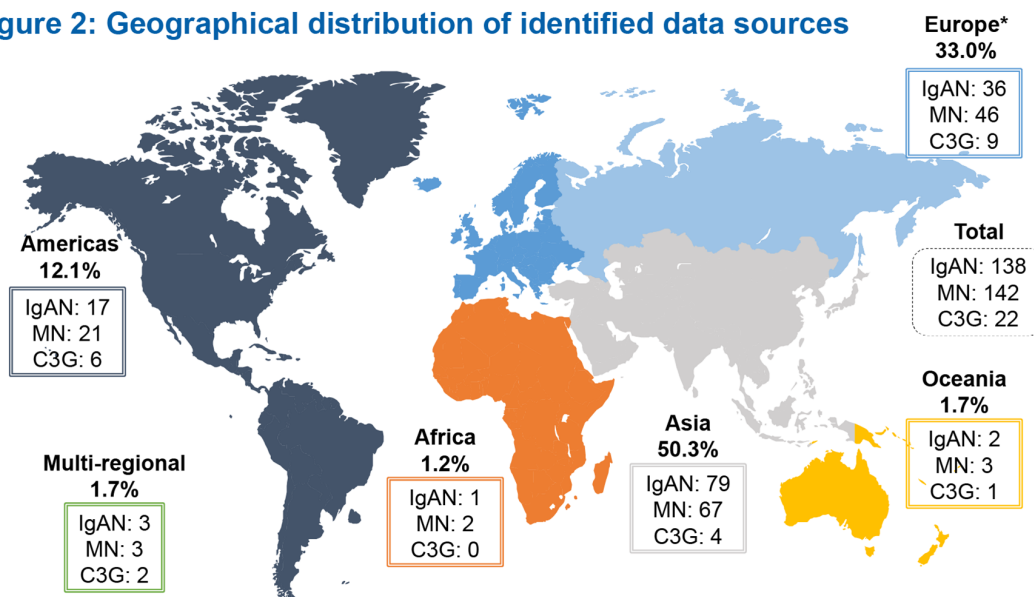 gure 2: Geographical distribution of identified data sources
Europe*
33.0%
IgAN: 36
MN: 46
C3G: 9
Americas
12.1%
IgAN: 17
MN: 21
C3G: 6
Total
IgAN: 138
MN: 142
C3G: 22
Oceania
1.7%
IgAN: 2
MN: 3
C3G: 1
Asia
50.3%
IgAN: 79
MN: 67
C3G: 4
Africa
1.2%
IgAN: 1
MN: 2
C3G: 0
Multi-regional
1.7%
IgAN: 3
MN: 3
C3G: 2